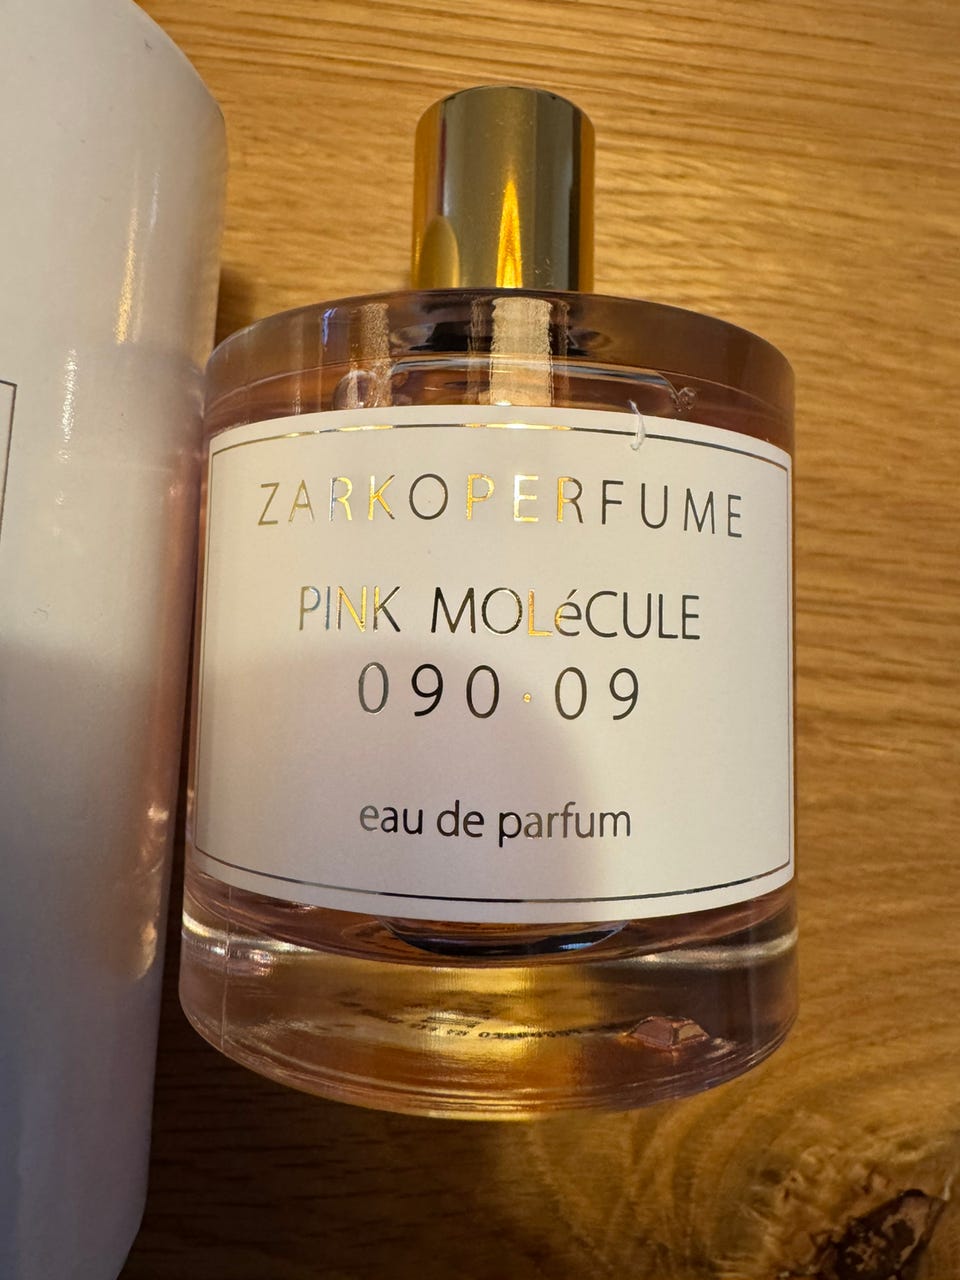 ZARKOPERFUME
PINK MOLéCULE
090·09
eau de parfum